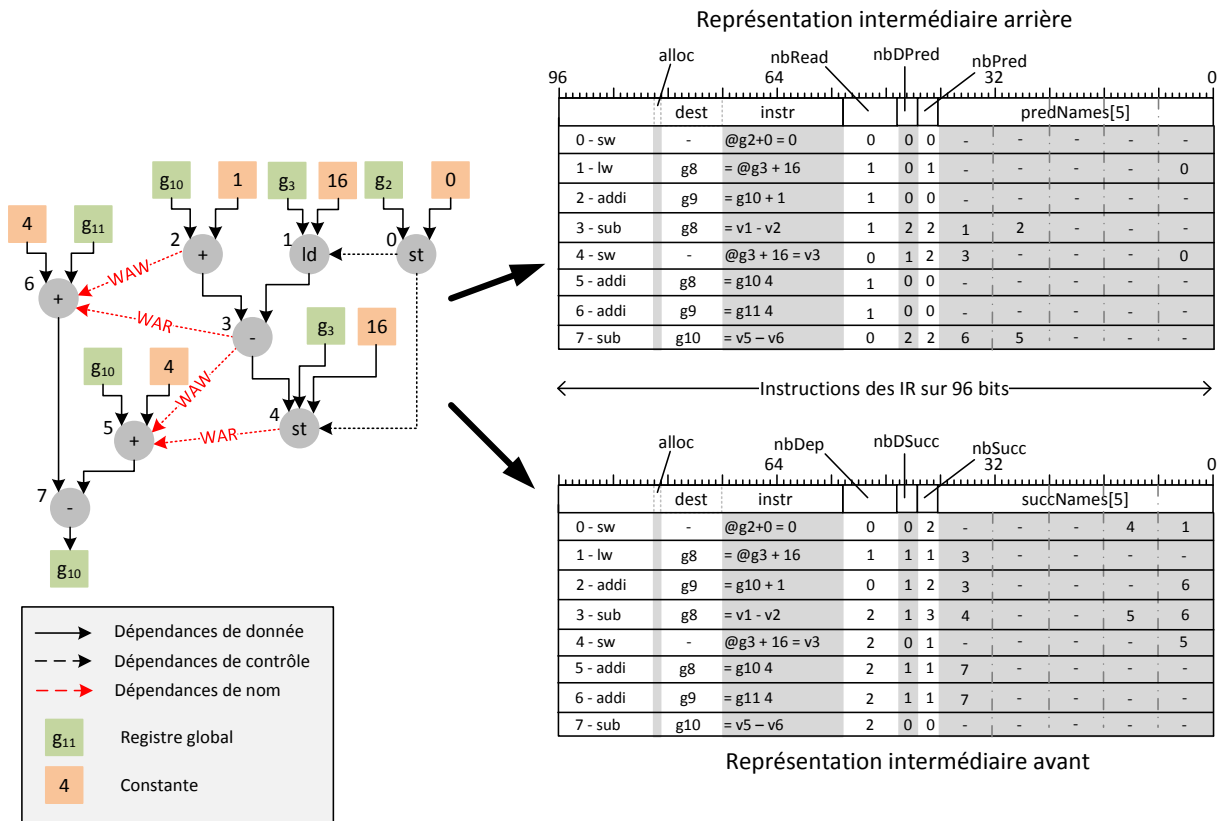 Représentation intermédiaire arrière
alloc nbRead nbDPred nbPred
96 64 32 0
dest instr predNames[5]
0 - sw - @g2+0 = 0 0 0 0 - - - - -
1 - lw g8 = @g3 + 16 1 0 1 - - - - 0
2 - addi g9 = g10 + 1 1 0 0 - - - - -
3 - sub g8 = v1 - v2 1 2 2 1 2 - - -
4 - sw - @g3 + 16 = v3 0 1 2 3 - - - 0
5 - addi g8 = g10 4 1 0 0 - - - - -
6 - addi g9 = g11 4 1 0 0 - - - - -
7 - sub g10 = v5 – v6 0 2 2 6 5 - - -
Instructions des IR sur 96 bits
alloc nbDep nbDSucc nbSucc
96 64 32 0
dest instr succNames[5]
0 - sw - @g2+0 = 0 0 0 2 - - - 4 1
1 - lw g8 = @g3 + 16 1 1 1 3 - - - -
2 - addi g9 = g10 + 1 0 1 2 3 - - - 6
3 - sub g8 = v1 - v2 2 1 3 4 - - 5 6
4 - sw - @g3 + 16 = v3 2 0 1 - - - - 5
5 - addi g8 = g10 4 2 1 1 7 - - - -
6 - addi g9 = g11 4 2 1 1 7 - - - -
7 - sub g10 = v5 – v6 2 0 0 - - - - -
Représentation intermédiaire avant
g10 1 g3 16 g2 0
4 g11
2 + 1 ld 0 st
WAW
6 +
WAR
3 -
g3 16
g10 4
WAW
4 st
WAR
5 +
7 -
g10
Dépendances de donnée
Dépendances de contrôle
Dépendances de nom
g11 Registre global
4 Constante